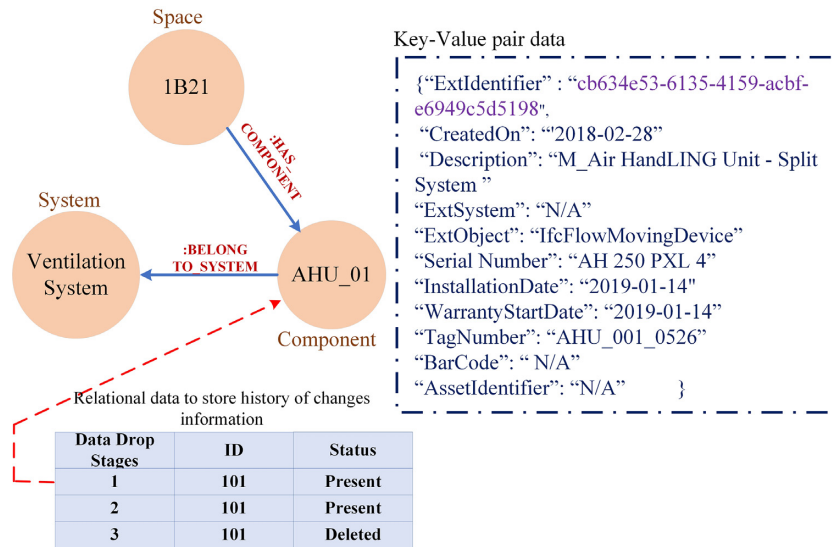 Space
1B21
:HAS_
COMPONENT
System
Ventilation
System
:BELONG
TO_SYSTEM
AHU_01
Component
Key-Value pair data
{“ExtIdentifier” : “cb634e53-6135-4159-acbf-
e6949c5d5198",
“CreatedOn”: “'2018-02-28”
“Description”: “M_Air HandLING Unit - Split
System ”
“ExtSystem”: “N/A”
“ExtObject”: “IfcFlowMovingDevice”
“Serial Number”: “AH 250 PXL 4”
“InstallationDate”: “2019-01-14"
“WarrantyStartDate”: “2019-01-14”
“TagNumber”: “AHU_001_0526”
“BarCode”: “ N/A”
“AssetIdentifier”: “N/A” }
Relational data to store history of changes
information
Data Drop
Stages ID Status
1 101 Present
2 101 Present
3 101 Deleted